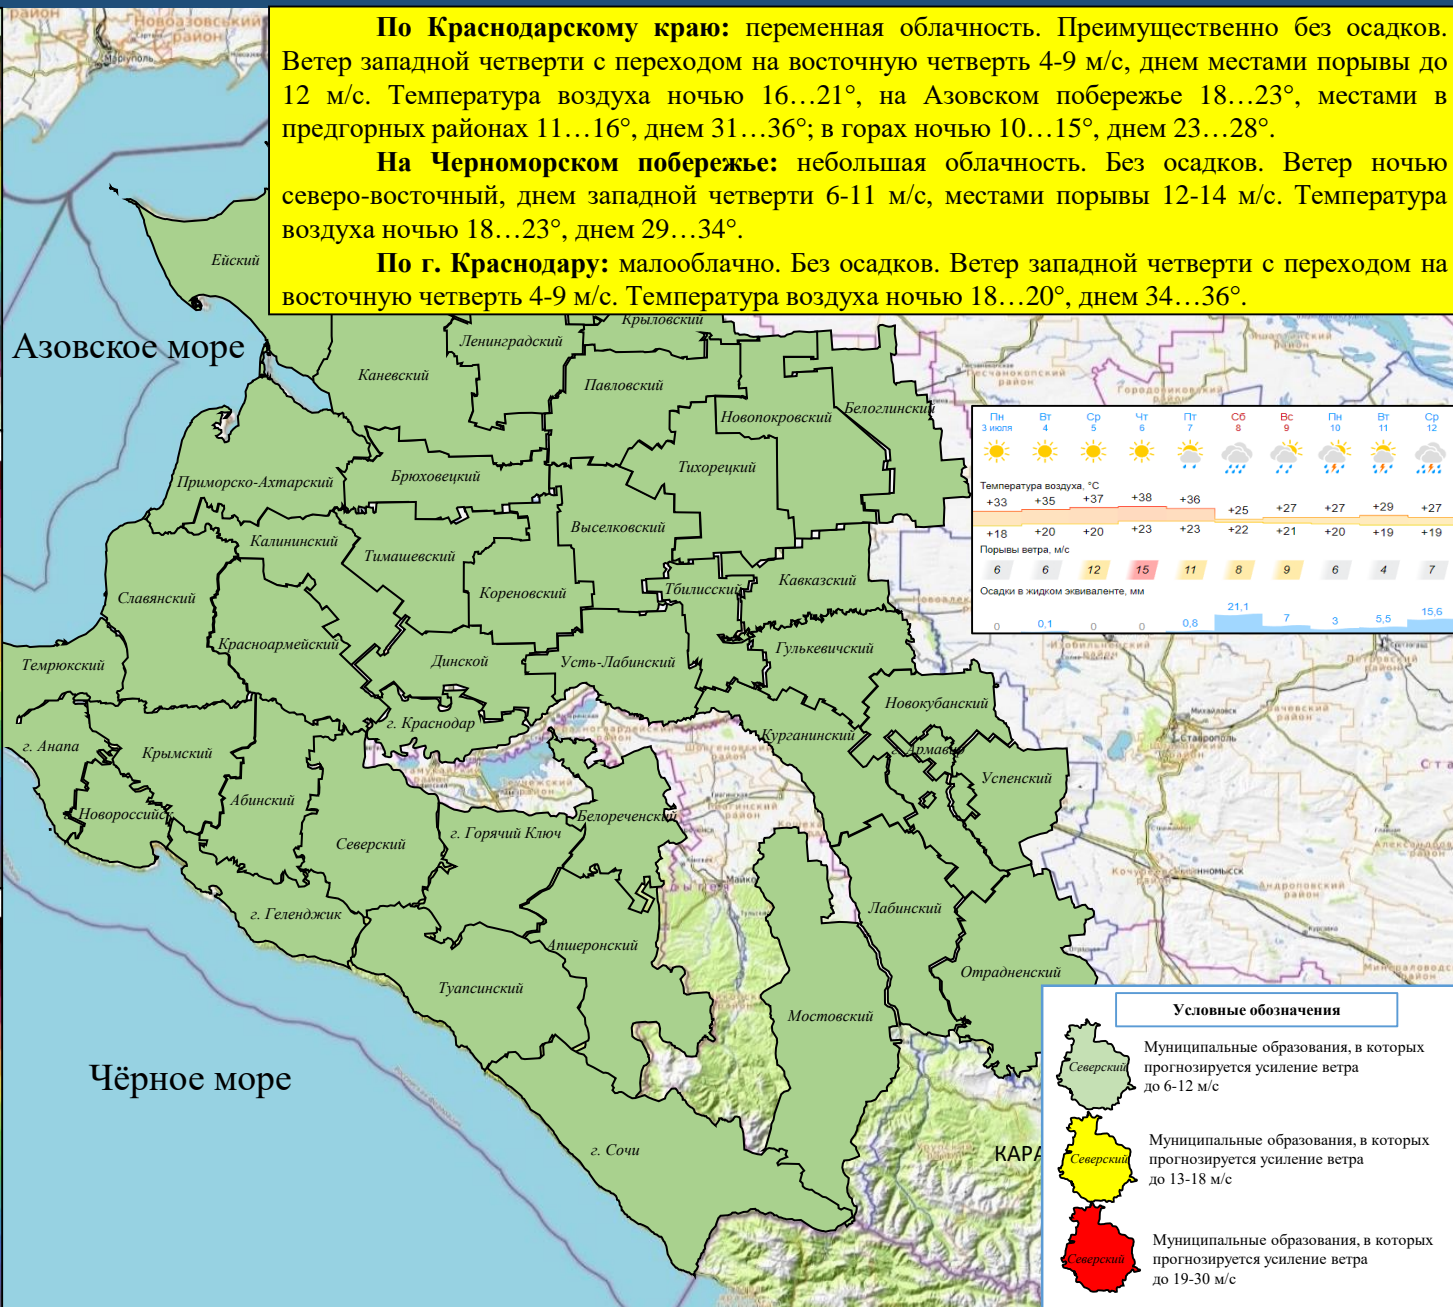 По Краснодарскому краю: переменная облачность. Преимущественно без осадков.
Ветер западной четверти с переходом на восточную четверть 4-9 м/с, днем местами порывы до
12 м/с. Температура воздуха ночью 16…21°, на Азовском побережье 18…23°, местами в
предгорных районах 11…16°, днем 31…36°; в горах ночью 10…15°, днем 23…28°.
На Черноморском побережье: небольшая облачность. Без осадков. Ветер ночью
северо-восточный, днем западной четверти 6-11 м/с, местами порывы 12-14 м/с. Температура
воздуха ночью 18…23°, днем 29…34°.
По г. Краснодару: малооблачно. Без осадков. Ветер западной четверти с переходом на
восточную четверть 4-9 м/с. Температура воздуха ночью 18…20°, днем 34…36°.
Новоазовський район
Маріуполь
Ейский
Азовское море
Крыловский
Ленинградский
Каневский
Павловский
Новопокровский
Белоглинский
Приморско-Ахтарский
Брюховецкий
Тихорецкий
Калининский
Тимашевский
Выселковский
Славянский
Кореновский
Тбилисский
Кавказский
Красноармейский
Темрюкский
Динской
Усть-Лабинский
Гулькевичский
г. Краснодар
Новокубанский
г. Анапа
Крымский
Курганинский
г. Армавир
Успенский
Абинский
г. Новороссийск
Северский
г. Горячий Ключ
Белореченский
г. Геленджик
Апшеронский
Лабинский
Отрадненский
Туапсинский
Мостовский
Чёрное море
г. Сочи
Пн Вт Ср Чт Пт Сб Вс Пн Вт Ср
3 июля 4 5 6 7 8 9 10 11 12
Температура воздуха, °C
+33 +35 +37 +38 +36 +25 +27 +27 +29 +27
+18 +20 +20 +23 +23 +22 +21 +20 +19 +19
Порывы ветра, м/с
6 6 12 15 11 8 9 6 4 7
Осадки в жидком эквиваленте, мм
0 0,1 0 0 0,8 21,1 7 3 5,5 15,6
Михайловск
Ставрополь
Андроповский район
КАРА
Условные обозначения
Северский
Муниципальные образования, в которых
прогнозируется усиление ветра
до 6-12 м/с
Северский
Муниципальные образования, в которых
прогнозируется усиление ветра
до 13-18 м/с
Северский
Муниципальные образования, в которых
прогнозируется усиление ветра
до 19-30 м/с